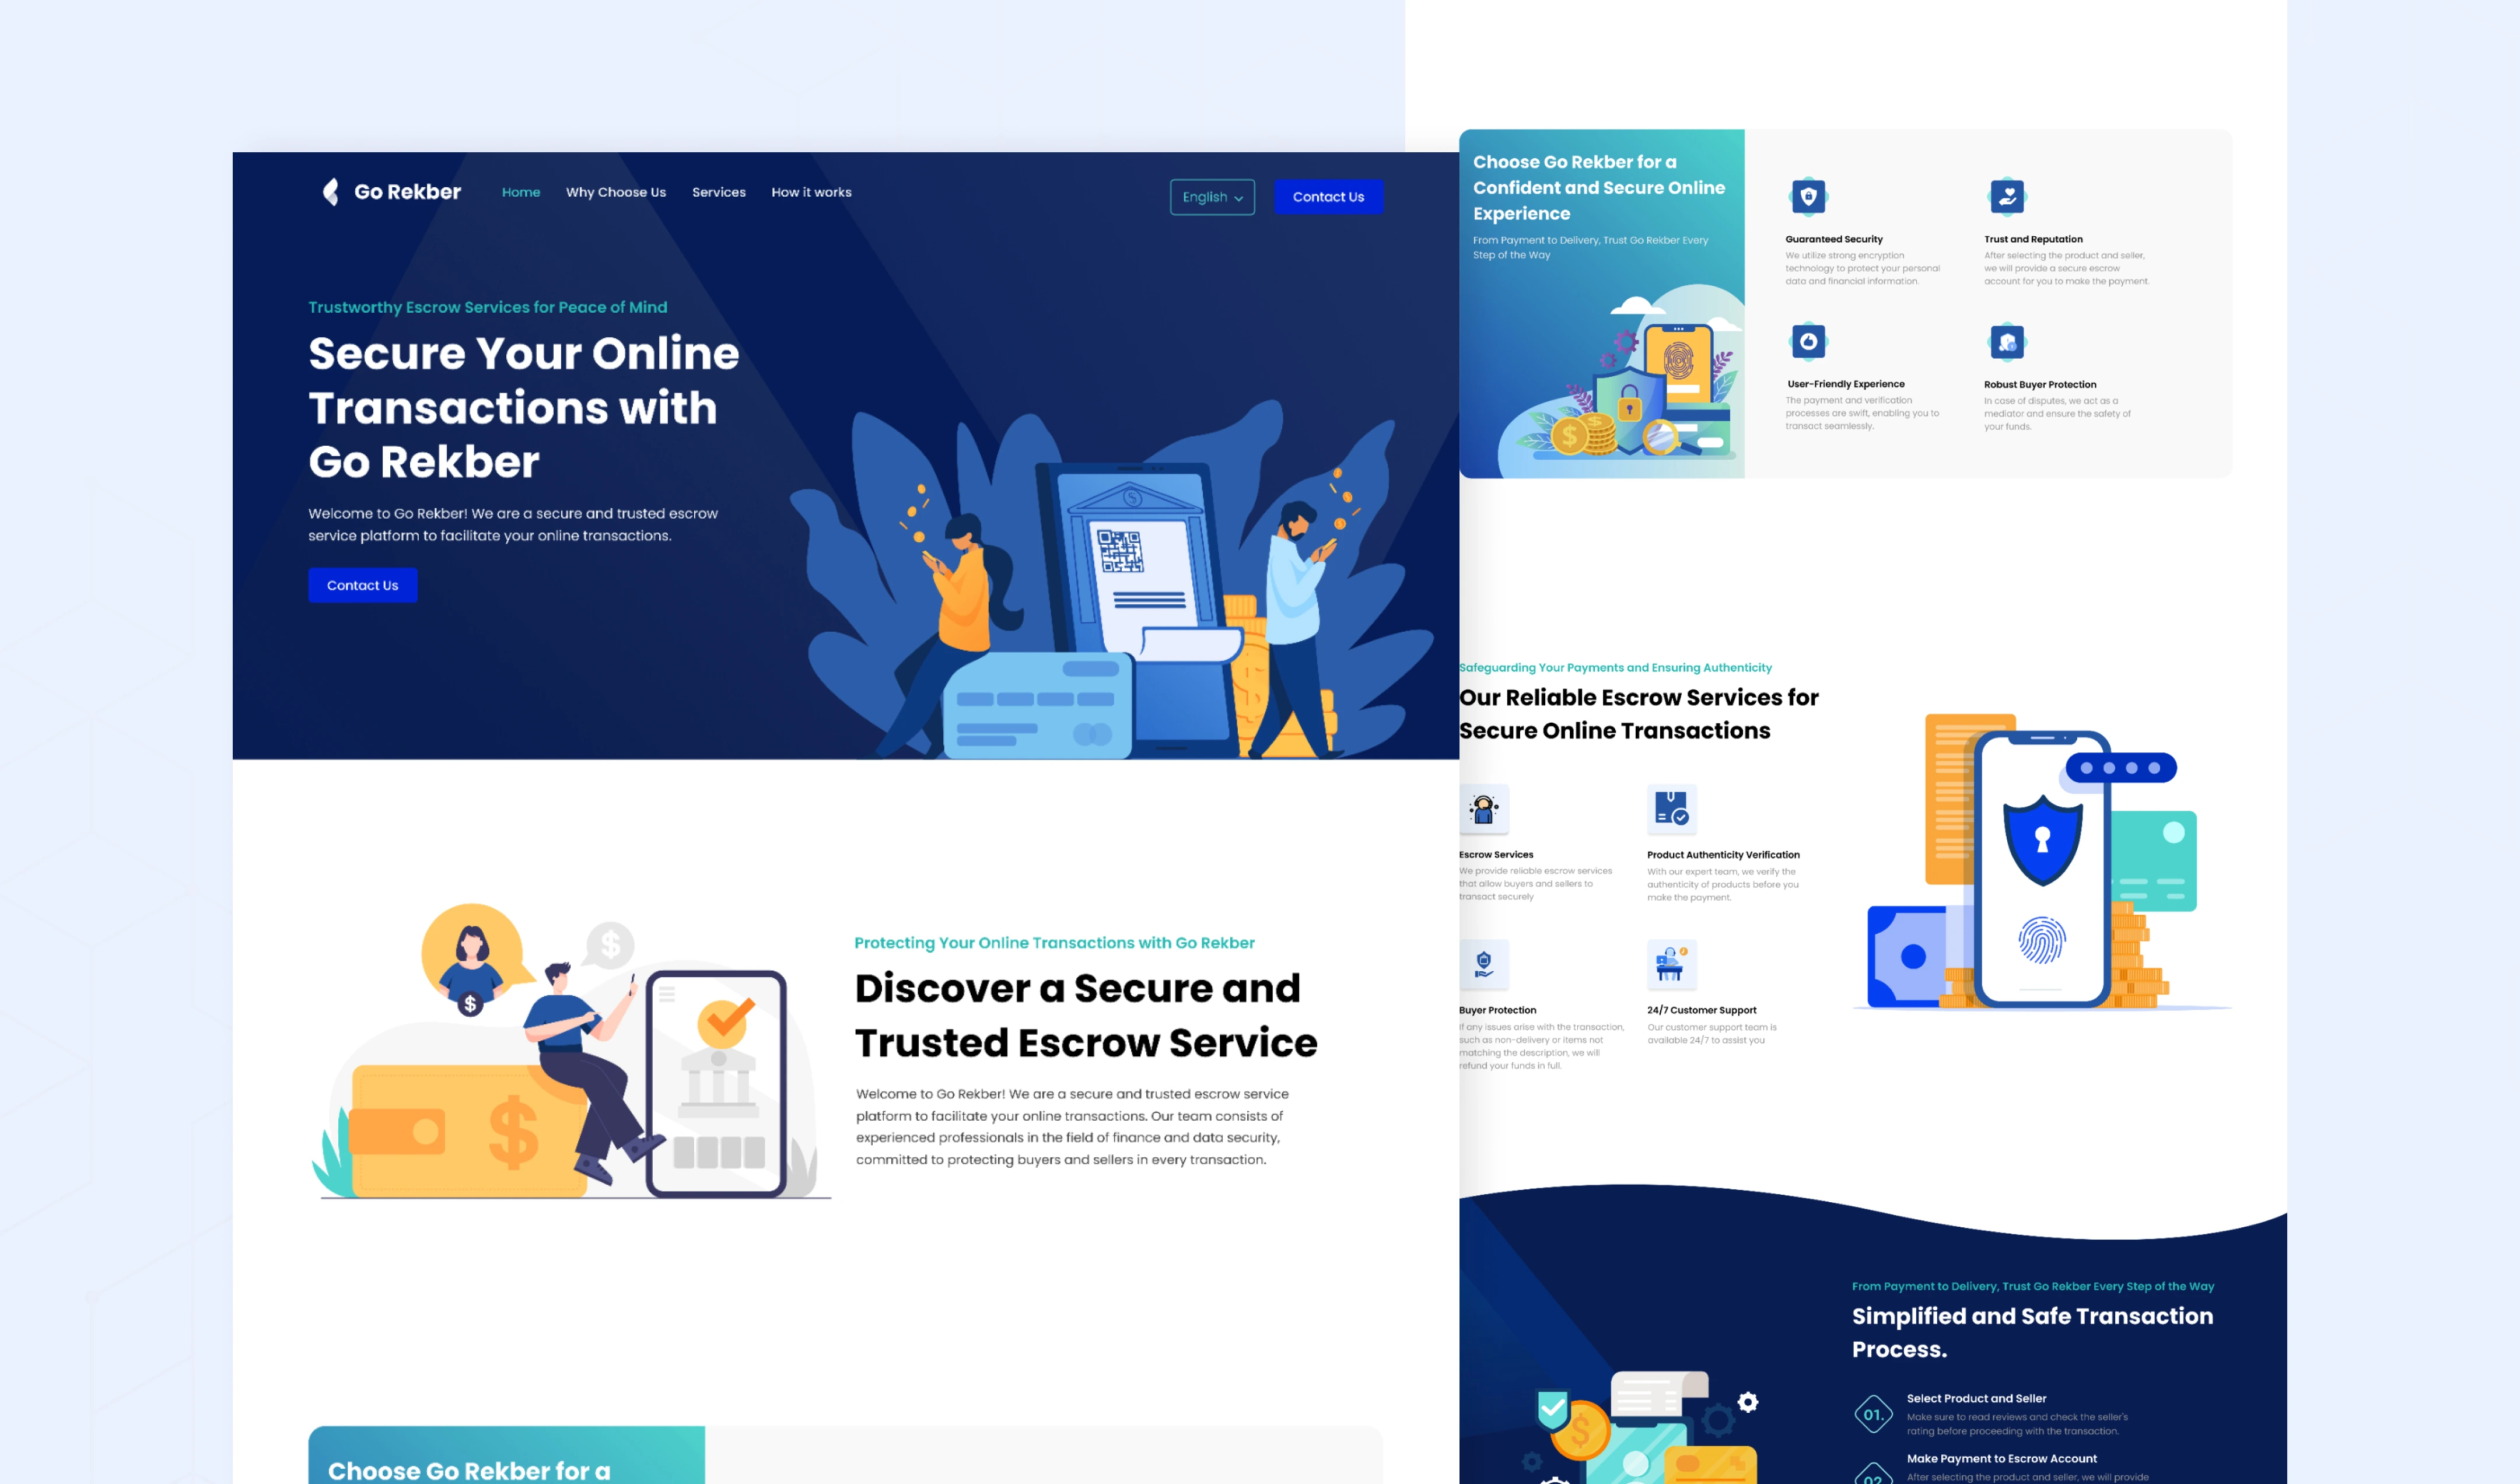 Go Rekber
Home
Why Choose Us
Services
How it works
English
Contact Us
Trustworthy Escrow Services for Peace of Mind
Secure Your Online
Transactions with
Go Rekber
Welcome to Go Rekber! We are a secure and trusted escrow
service platform to facilitate your online transactions.
Contact Us
Protecting Your Online Transactions with Go Rekber
Discover a Secure and
Trusted Escrow Service
Welcome to Go Rekber! We are a secure and trusted escrow service
platform to facilitate your online transactions. Our team consists of
experienced professionals in the field of finance and data security,
committed to protecting buyers and sellers in every transaction.
Choose Go Rekber for a
Choose Go Rekber for a
Confident and Secure Online
Experience
From Payment to Delivery, Trust Go Rekber Every
Step of the Way
Guaranteed Security
We utilize strong encryption
technology to protect your personal
data and financial information.
Trust and Reputation
After selecting the product and seller,
we will provide a secure escrow
account for you to make the payment.
User-Friendly Experience
The payment and verification
processes are swift, enabling you to
transact seamlessly.
Robust Buyer Protection
In case of disputes, we act as a
mediator and ensure the safety of
your funds.
Safeguarding Your Payments and Ensuring Authenticity
Our Reliable Escrow Services for
Secure Online Transactions
Escrow Services
We provide reliable escrow services
that allow buyers and sellers to
transact securely
Product Authenticity Verification
With our expert team, we verify the
authenticity of products before you
make the payment.
Buyer Protection
If any issues arise with the transaction,
such as non-delivery or items not
matching the description, we will
refund your funds in full.
24/7 Customer Support
Our customer support team is
available 24/7 to assist you
From Payment to Delivery, Trust Go Rekber Every Step of the Way
Simplified and Safe Transaction
Process.
01.
Select Product and Seller
Make sure to read reviews and check the seller's
rating before proceeding with the transaction.
02
Make Payment to Escrow Account
After selecting the product and seller, we will provide